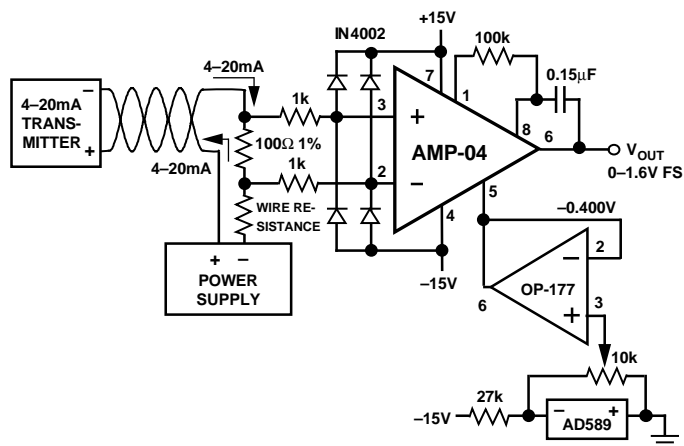 IN4002
+15V
100k
4–20mA
0.15µF
–
4–20mA
TRANS-
MITTER
+
1k
7
1
8
3
+
6
100Ω 1%
AMP-04
VOUT
0–1.6V FS
4–20mA
1k
2
–
5
WIRE RE-
SISTANCE
4
–0.400V
+ –
POWER
SUPPLY
–15V
–
2
OP-177
6
+
3
10k
27k
–15V
– +
AD589